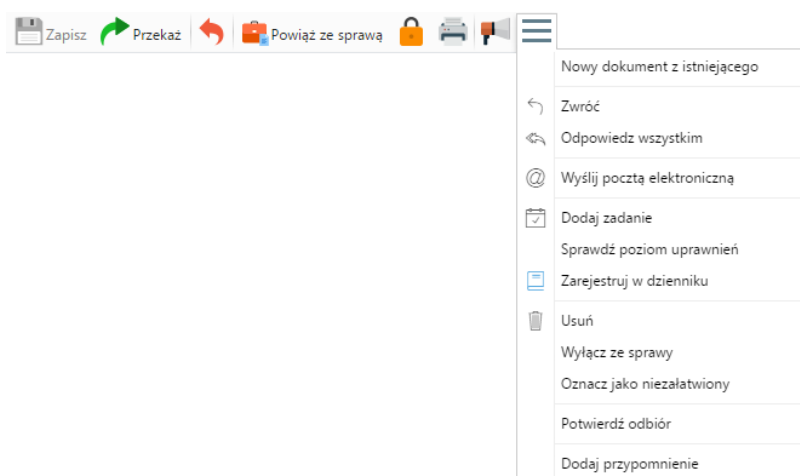 Zapisz Przekaż Powiąż ze sprawą
Nowy dokument z istniejącego
Zwróć
Odpowiedz wszystkim
Wyślij pocztą elektroniczną
Dodaj zadanie
Sprawdź poziom uprawnień
Zarejestruj w dzienniku
Usuń
Wyłącz ze sprawy
Oznacz jako niezałatwiony
Potwierdź odbiór
Dodaj przypomnienie